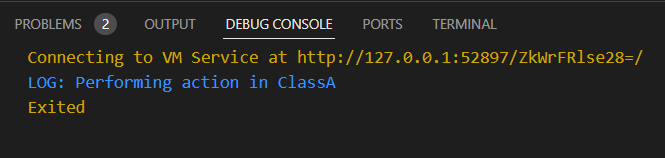 PROBLEMS 2 OUTPUT DEBUG CONSOLE PORTS TERMINAL
Connecting to VM Service at http://127.0.0.1:52897/ZkWrFRlse28=/
LOG: Performing action in ClassA
Exited